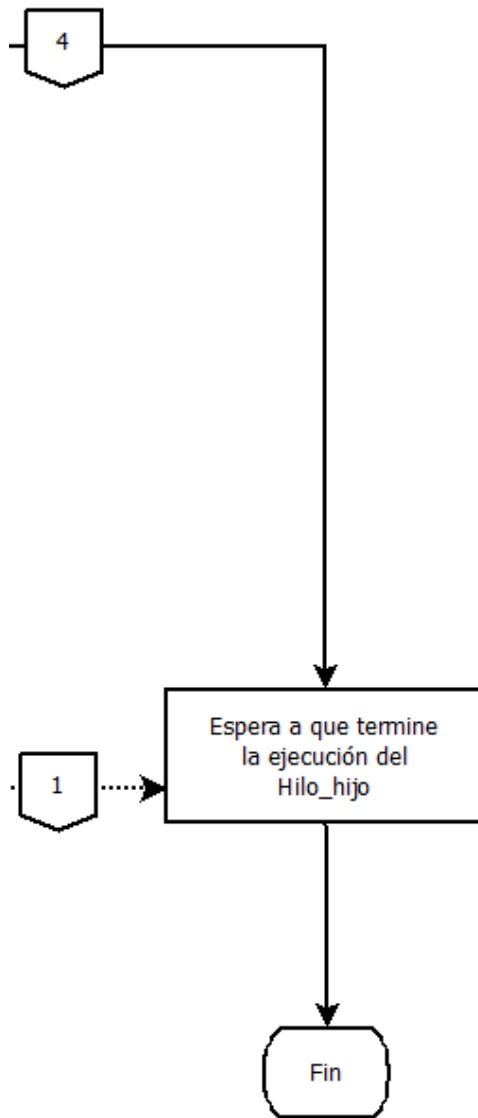 4
Espera a que termine
la ejecución del
Hilo_hijo
1
Fin